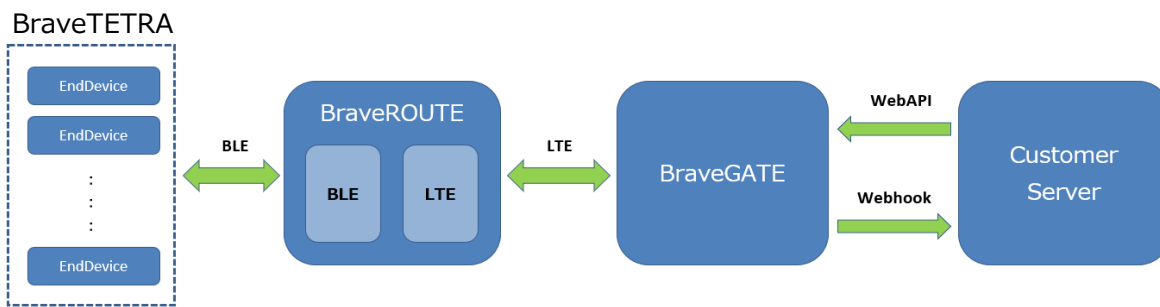 BraveTETRA
EndDevice
EndDevice
:
:
EndDevice
BLE
BraveROUTE
BLE
LTE
LTE
BraveGATE
WebAPI
Webhook
Customer
Server